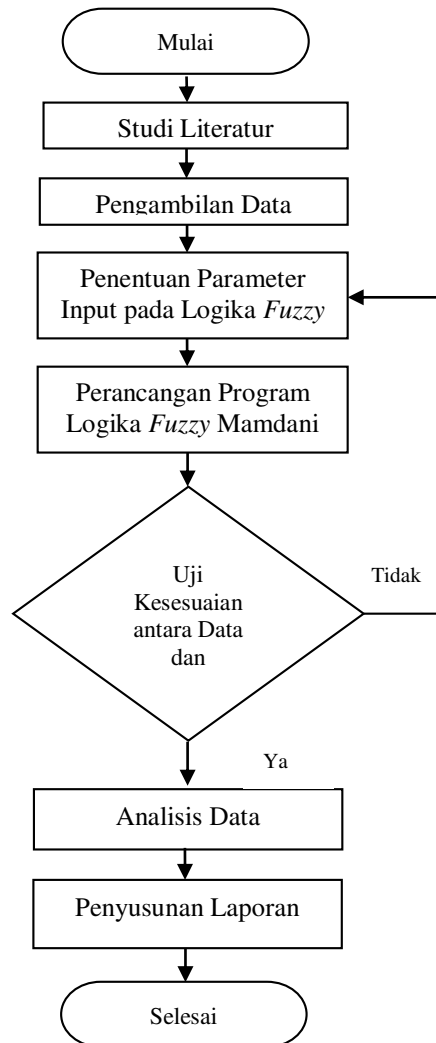 Mulai
Studi Literatur
Pengambilan Data
Penentuan Parameter
Input pada Logika Fuzzy
Perancangan Program
Logika Fuzzy Mamdani
Uji
Kesesuaian
antara Data
dan
Tidak
Ya
Analisis Data
Penyusunan Laporan
Selesai